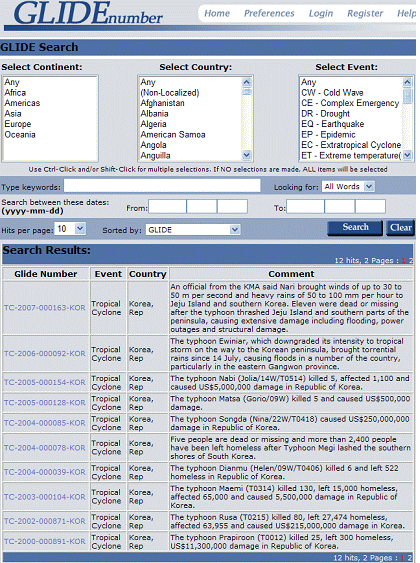 GLIDEnumber
Home Preferences Login Register Help
GLIDE Search
Select Continent: Select Country: Select Event:
Any Any Any
Africa (Non-Localized) CW - Cold Wave
Americas Afghanistan CE - Complex Emergency
Asia Albania DR - Drought
Europe Algeria EQ - Earthquake
Oceania American Samoa EP - Epidemic
Angola EC - Extratropical Cyclone
Anguilla ET - Extreme temperature(
Use Ctrl-Click and/or Shift-Click for multiple selections. If NO selections are made, ALL items will be selected
Type keywords: Looking for: All Words
Search between these dates:
(yyyy-mm-dd) From: To:
Hits per page: 10 Sorted by: GLIDE Search Clear
Search Results:
12 hits, 2 Pages : 1 2
Glide Number Event Country Comment
TC-2007-000163-KOR Tropical Cyclone Korea, Rep An official from the KMA said Nari brought winds of up to 30
to 50 m per second and heavy rains of 50 to 100 mm per hour to
Jeju Island and southern Korea. Eleven were dead or missing
after the typhoon thrashed Jeju Island and southern parts of the
peninsula, causing extensive damage including flooding, power
outages and structural damage.
TC-2006-000092-KOR Tropical Cyclone Korea, Rep The typhoon Ewiniar, which downgraded its intensity to tropical
storm on the way to the Korean peninsula, brought torrential
rains since 14 July, causing floods in a number of the country,
particularly in the eastern Gangwon province.
TC-2005-000154-KOR Tropical Cyclone Korea, Rep The typhoon Nabi (Jolia/14W/T0514) killed 5, affected 1,100 and
caused US$5,000,000 damage in Republic of Korea.
TC-2005-000128-KOR Tropical Cyclone Korea, Rep The typhoon Matsa (Gorio/09W) killed 5 and caused US$500,000
damage.
TC-2004-000085-KOR Tropical Cyclone Korea, Rep The typhoon Songda (Nina/22W/T0418) caused US$250,000,000
damage in Republic of Korea.
TC-2004-000078-KOR Tropical Cyclone Korea, Rep Five people are dead or missing and more than 2,400 people
have been left homeless after Typhoon Megi lashed the southern
shores of South Korea.
TC-2004-000039-KOR Tropical Cyclone Korea, Rep The typhoon Dianmu (Helen/09W/T0406) killed 6 and left 522
homeless in Republic of Korea.
TC-2003-000104-KOR Tropical Cyclone Korea, Rep The typhoon Maemi (T0314) killed 130, left 15,000 homeless,
affected 65,000 and caused 5,500,000 damage in Republic of
Korea.
TC-2002-000871-KOR Tropical Cyclone Korea, Rep The typhoon Rusa (T0215) killed 80, left 27,474 homeless,
affected 63,955 and caused US$215,000,000 damage in Rep.
TC-2000-000891-KOR Tropical Cyclone Korea, Rep The typhoon Prapiroon (T0012) killed 25, left 300 homeless,
US$11,300,000 damage in Republic of Korea.
12 hits, 2 Pages : 1 2